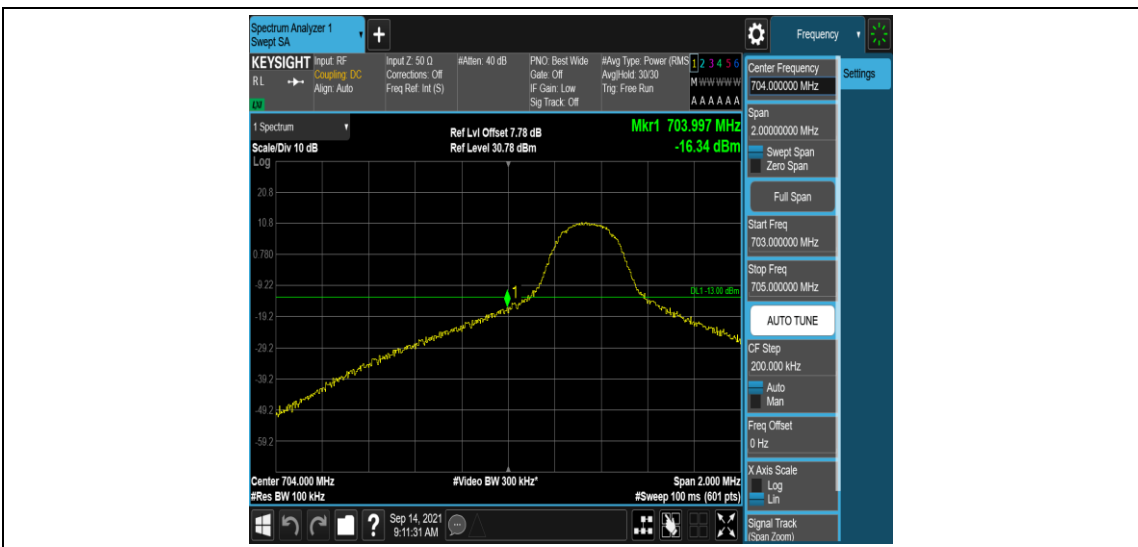 Spectrum Analyzer 1
Swept SA
Frequency
KEYSIGHT
RL
LXI
Input: RF
Coupling: DC
Align: Auto
Input Z: 50 Ω
Corrections: Off
Freq Ref: Int (S)
#Atten: 40 dB
PNO: Best Wide
Gate: Off
IF Gain: Low
Sig Track: Off
#Avg Type: Power (RMS
Avg|Hold: 30/30
Trig: Free Run
1 2 3 4 5 6
M W W W W W
A A A A A A
1 Spectrum
Scale/Div 10 dB
Ref Lvl Offset 7.78 dB
Ref Level 30.78 dBm
Mkr1 703.997 MHz
-16.34 dBm
Log
20.8
10.8
0.780
-9.22
-19.2
-29.2
-39.2
-49.2
-59.2
1
DL1 -13.00 dBm
Center 704.000 MHz
#Res BW 100 kHz
#Video BW 300 kHz*
Span 2.000 MHz
#Sweep 100 ms (601 pts)
?
Sep 14, 2021
9:11:31 AM
Center Frequency
704.000000 MHz
Settings
Span
2.00000000 MHz
Swept Span
Zero Span
Full Span
Start Freq
703.000000 MHz
Stop Freq
705.000000 MHz
AUTO TUNE
CF Step
200.000 kHz
Auto
Man
Freq Offset
0 Hz
X Axis Scale
Log
Lin
Signal Track
(Span Zoom)